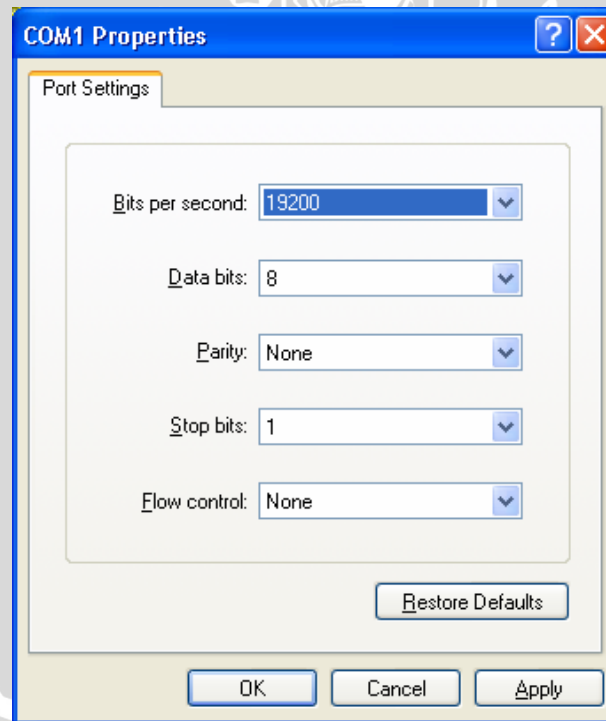 COM1 Properties
Port Settings
Bits per second: 19200
Data bits: 8
Parity: None
Stop bits: 1
Flow control: None
Restore Defaults
OK Cancel Apply